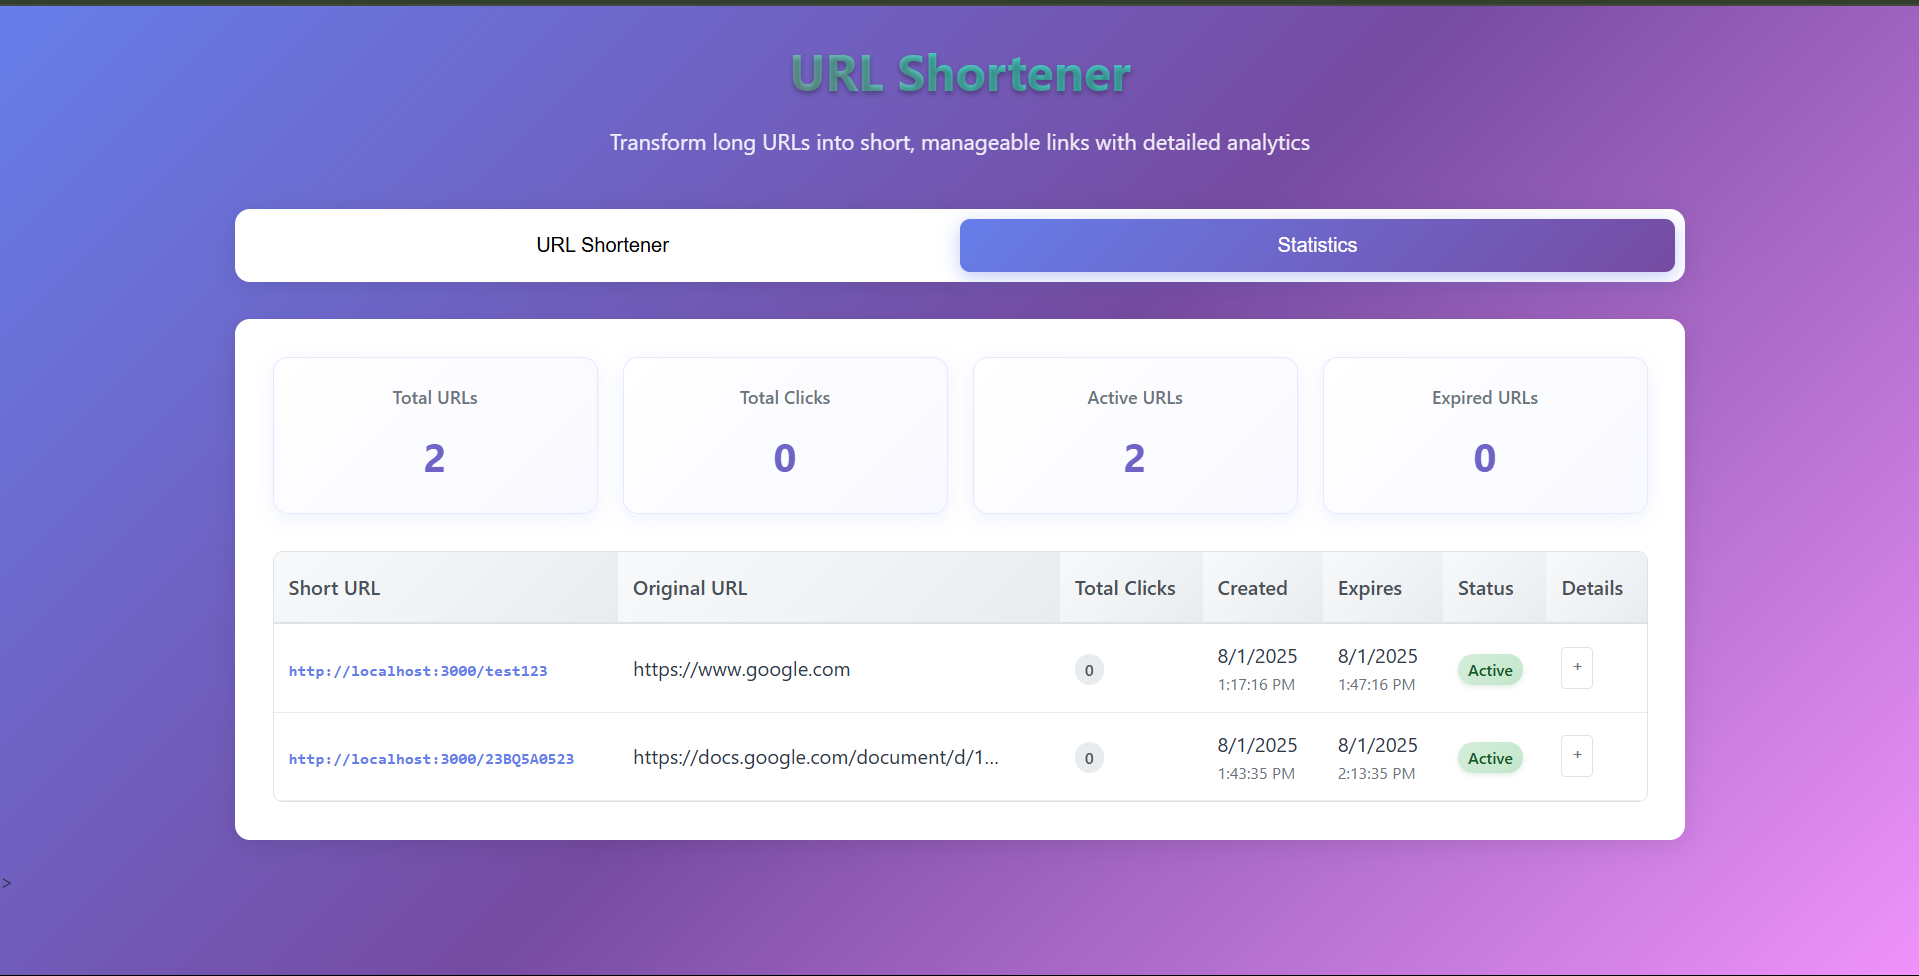 URL Shortener
Transform long URLs into short, manageable links with detailed analytics
URL Shortener Statistics
Total URLs Total Clicks Active URLs Expired URLs
2 0 2 0
Short URL Original URL Total Clicks Created Expires Status Details
http://localhost:3000/test123 https://www.google.com 0 8/1/2025 8/1/2025 Active +
1:17:16 PM 1:47:16 PM
http://localhost:3000/23BQ5A0523 https://docs.google.com/document/d/1... 0 8/1/2025 8/1/2025 Active +
1:43:35 PM 2:13:35 PM
>